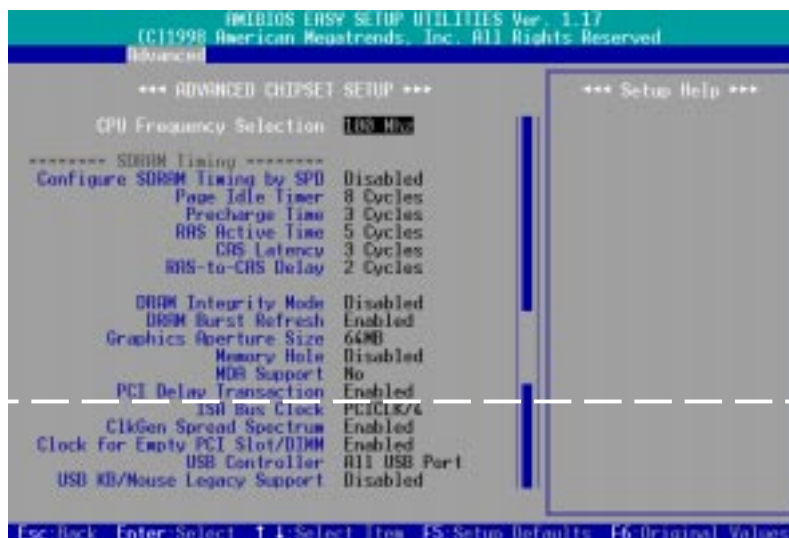 AMIBIOS EASY SETUP UTILITIES Ver. 1.17
(C)1998 American Megatrends, Inc. All Rights Reserved
Advanced
*** ADVANCED CHIPSET SETUP ***
*** Setup Help ***
CPU Frequency Selection 100 Mhz
-------- SDRAM Timing --------
Configure SDRAM Timing by SPD Disabled
Page Idle Timer 8 Cycles
Precharge Time 3 Cycles
RAS Active Time 5 Cycles
CAS Latency 3 Cycles
RAS-to-CAS Delay 2 Cycles
DRAM Integrity Mode Disabled
DRAM Burst Refresh Enabled
Graphics Aperture Size 64MB
Memory Hole Disabled
MDA Support No
PCI Delay Transaction Enabled
ISA Bus Clock PCICLK/4
ClkGen Spread Spectrum Enabled
Clock for Empty PCI Slot/DIMM Enabled
USB Controller All USB Port
USB KB/Mouse Legacy Support Disabled
Esc:Back Enter:Select ↑↓:Select Item F5:Setup Defaults F6:Original Values